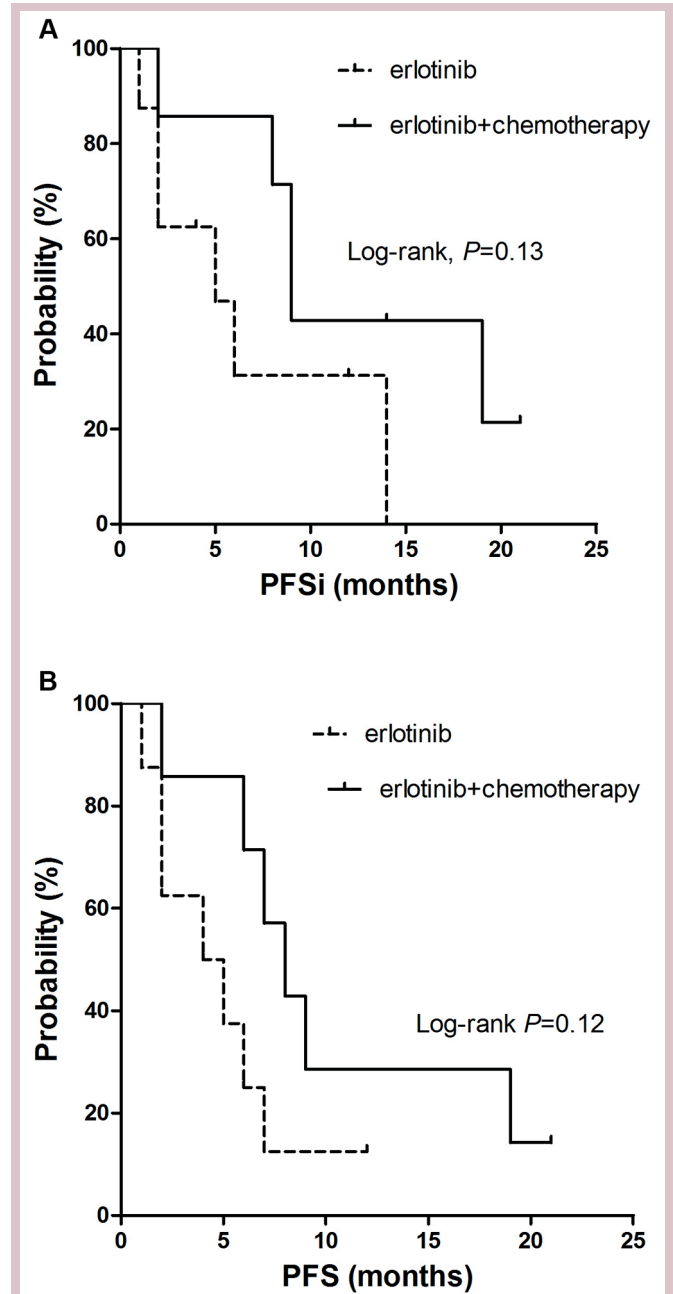 A
100
80
60
40
20
0
Probability (%)
erlotinib
erlotinib+chemotherapy
Log-rank, P=0.13
0 5 10 15 20 25
PFSi (months)
B
100
80
60
40
20
0
Probability (%)
erlotinib
erlotinib+chemotherapy
Log-rank P=0.12
0 5 10 15 20 25
PFS (months)